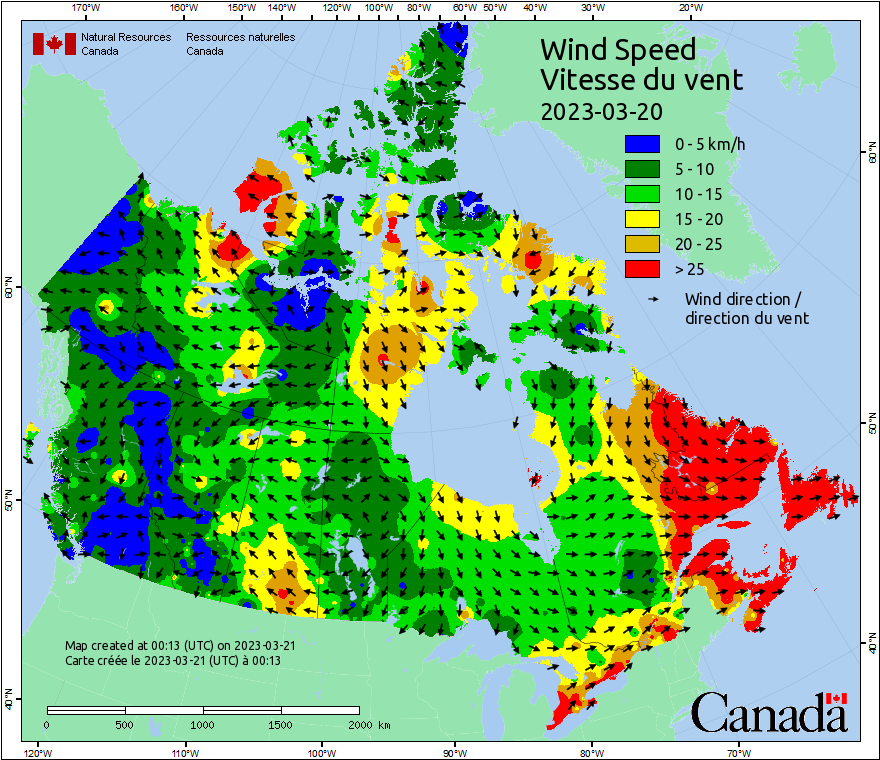 170°W 160°W 150°W 140°W 120°W 100°W 80°W 60°W 50°W 40°W 30°W 20°W
Natural Resources Ressources naturelles
Canada Canada
Wind Speed
Vitesse du vent
2023-03-20
0 - 5 km/h
5 - 10
10 - 15
15 - 20
20 - 25
> 25
Wind direction /
direction du vent
60°N
60°N
50°N
50°N
40°N
40°N
Map created at 00:13 (UTC) on 2023-03-21
Carte créée le 2023-03-21 (UTC) à 00:13
0 500 1000 1500 2000 km
Canada
120°W 110°W 100°W 90°W 80°W 70°W